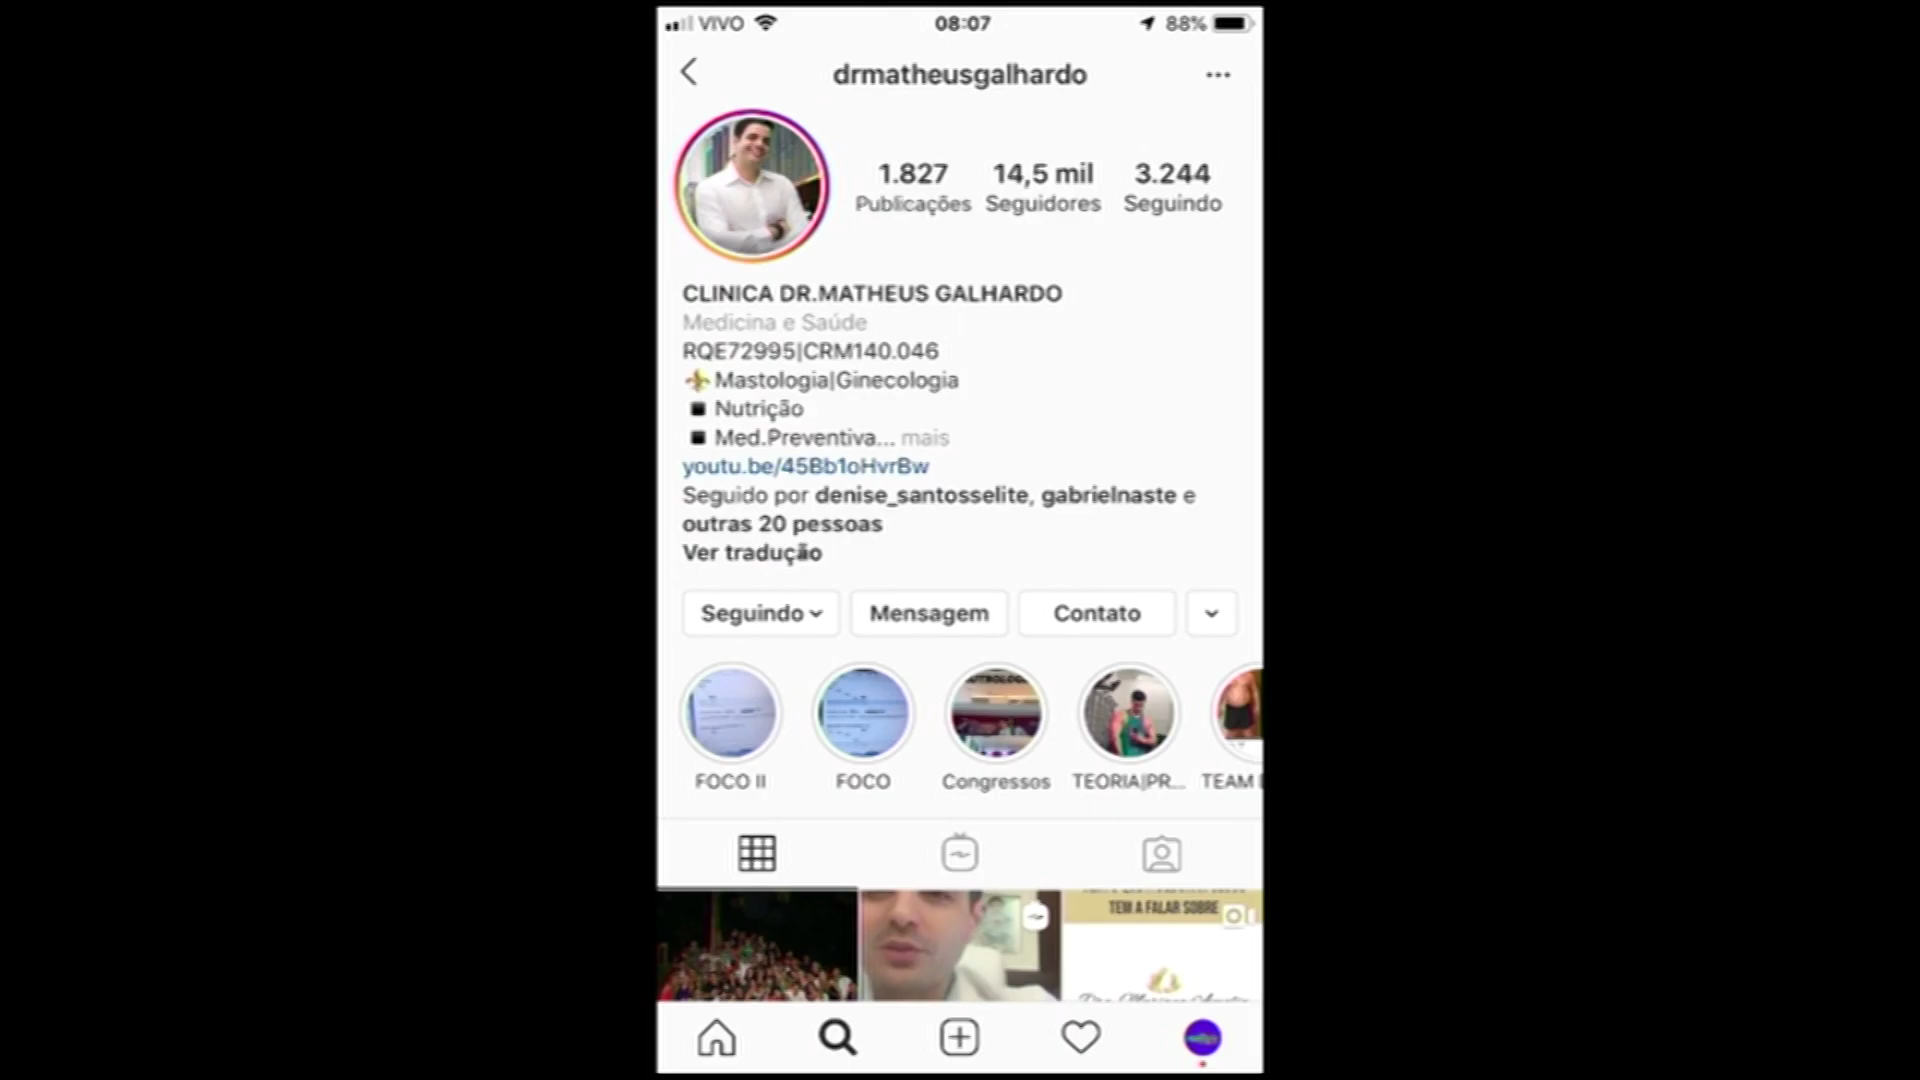 VIVO 08:07 88%
drmatheusgalhardo
1.827 14,5 mil 3.244
Publicações Seguidores Seguindo
CLINICA DR.MATHEUS GALHARDO
Medicina e Saúde
RQE72995|CRM140.046
Mastologia|Ginecologia
Nutrição
Med.Preventiva... mais
youtu.be/45Bb1oHvrBw
Seguido por denise_santosselite, gabrielnaste e
outras 20 pessoas
Ver tradução
Seguindo Mensagem Contato
FOCO II FOCO Congressos TEORIA|PR... TEAM
TEM A FALAR SOBRE